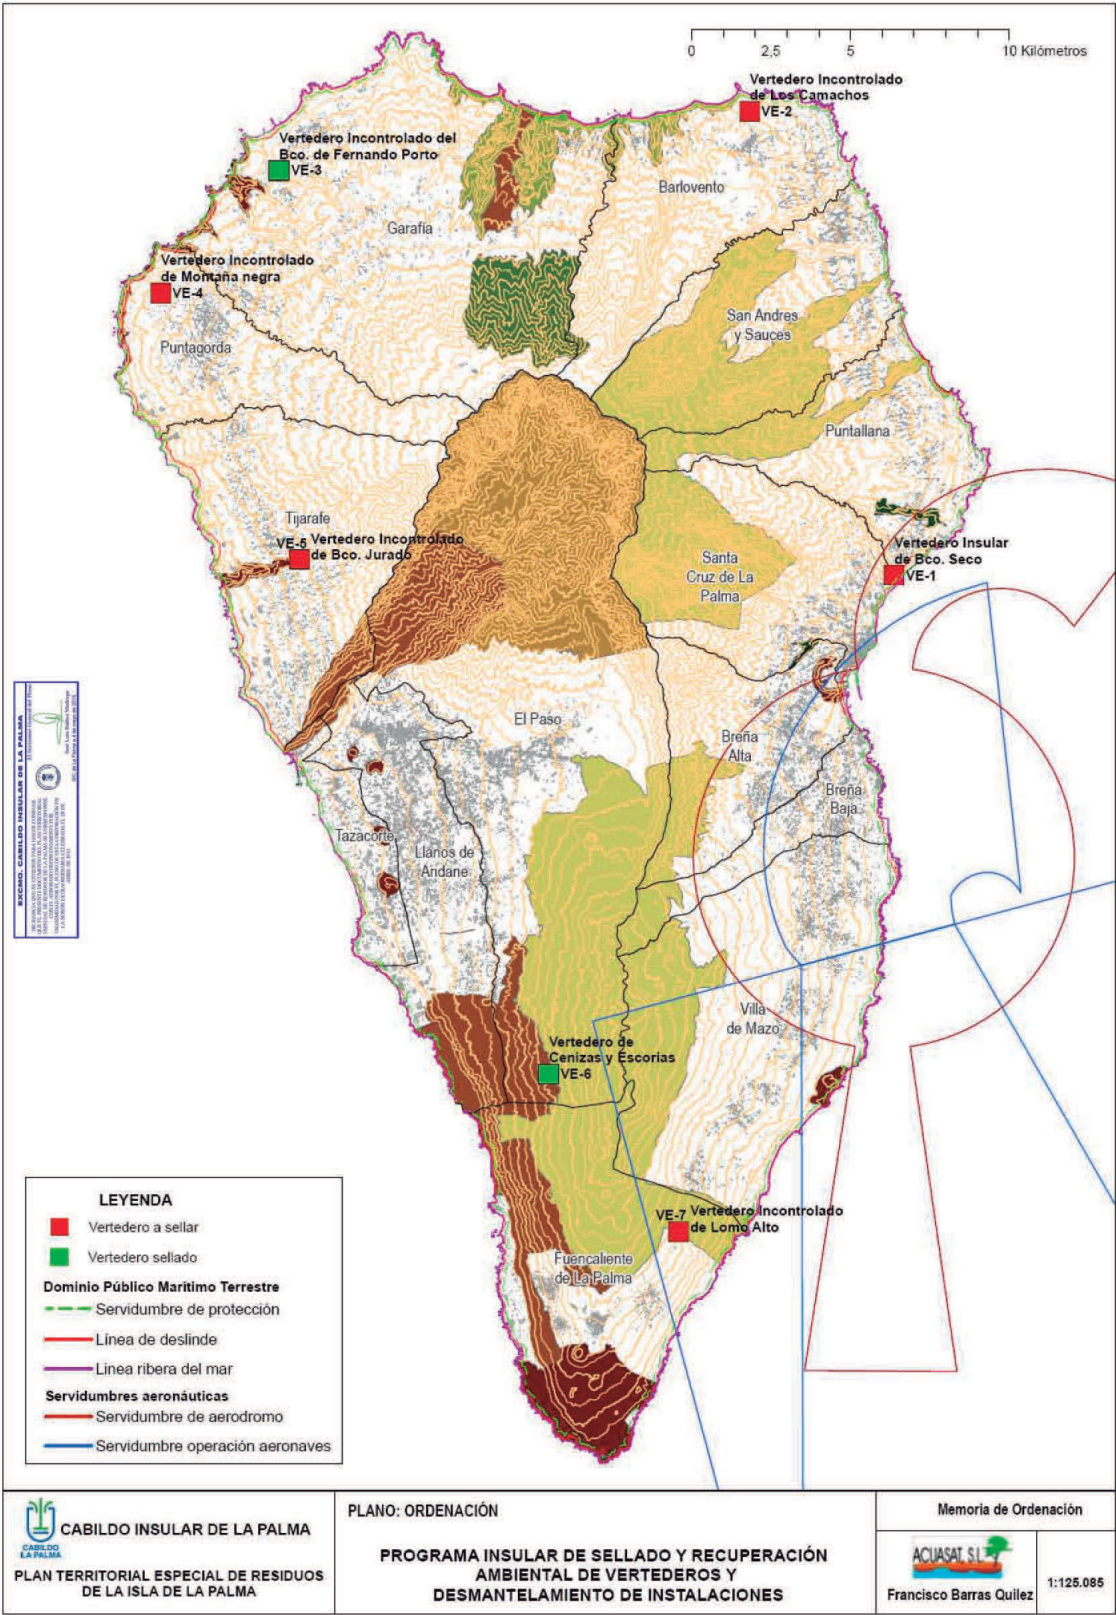 0 2,5 5 10 Kilómetros
Vertedero Incontrolado
de Los Camachos
VE-2
Vertedero Incontrolado del
Bco. de Fernando Porto
VE-3
Barlovento
Garafía
Vertedero Incontrolado
de Montaña negra
VE-4
San Andres
y Sauces
Puntagorda
Puntallana
Tijarafe
VE-5 Vertedero Incontrolado
de Bco. Jurado
Vertedero Insular
de Bco. Seco
VE-1
Santa
Cruz de La
Palma
El Paso
Breña
Alta
Breña
Baja
Tazacorte
Llanos de
Aridane
EXCMO. CABILDO INSULAR DE LA PALMA
Villa
de Mazo
Vertedero de
Cenizas y Escorias
VE-6
VE-7 Vertedero Incontrolado
de Lomo Alto
Fuencaliente
de La Palma
LEYENDA
Vertedero a sellar
Vertedero sellado
Dominio Público Marítimo Terrestre
Servidumbre de protección
Línea de deslinde
Linea ribera del mar
Servidumbres aeronáuticas
Servidumbre de aerodromo
Servidumbre operación aeronaves
CABILDO
LA PALMA
CABILDO INSULAR DE LA PALMA
PLAN TERRITORIAL ESPECIAL DE RESIDUOS
DE LA ISLA DE LA PALMA
PLANO: ORDENACIÓN
PROGRAMA INSULAR DE SELLADO Y RECUPERACIÓN
AMBIENTAL DE VERTEDEROS Y
DESMANTELAMIENTO DE INSTALACIONES
Memoria de Ordenación
ACUASAT, S.L.
Francisco Barras Quilez
1:125.085